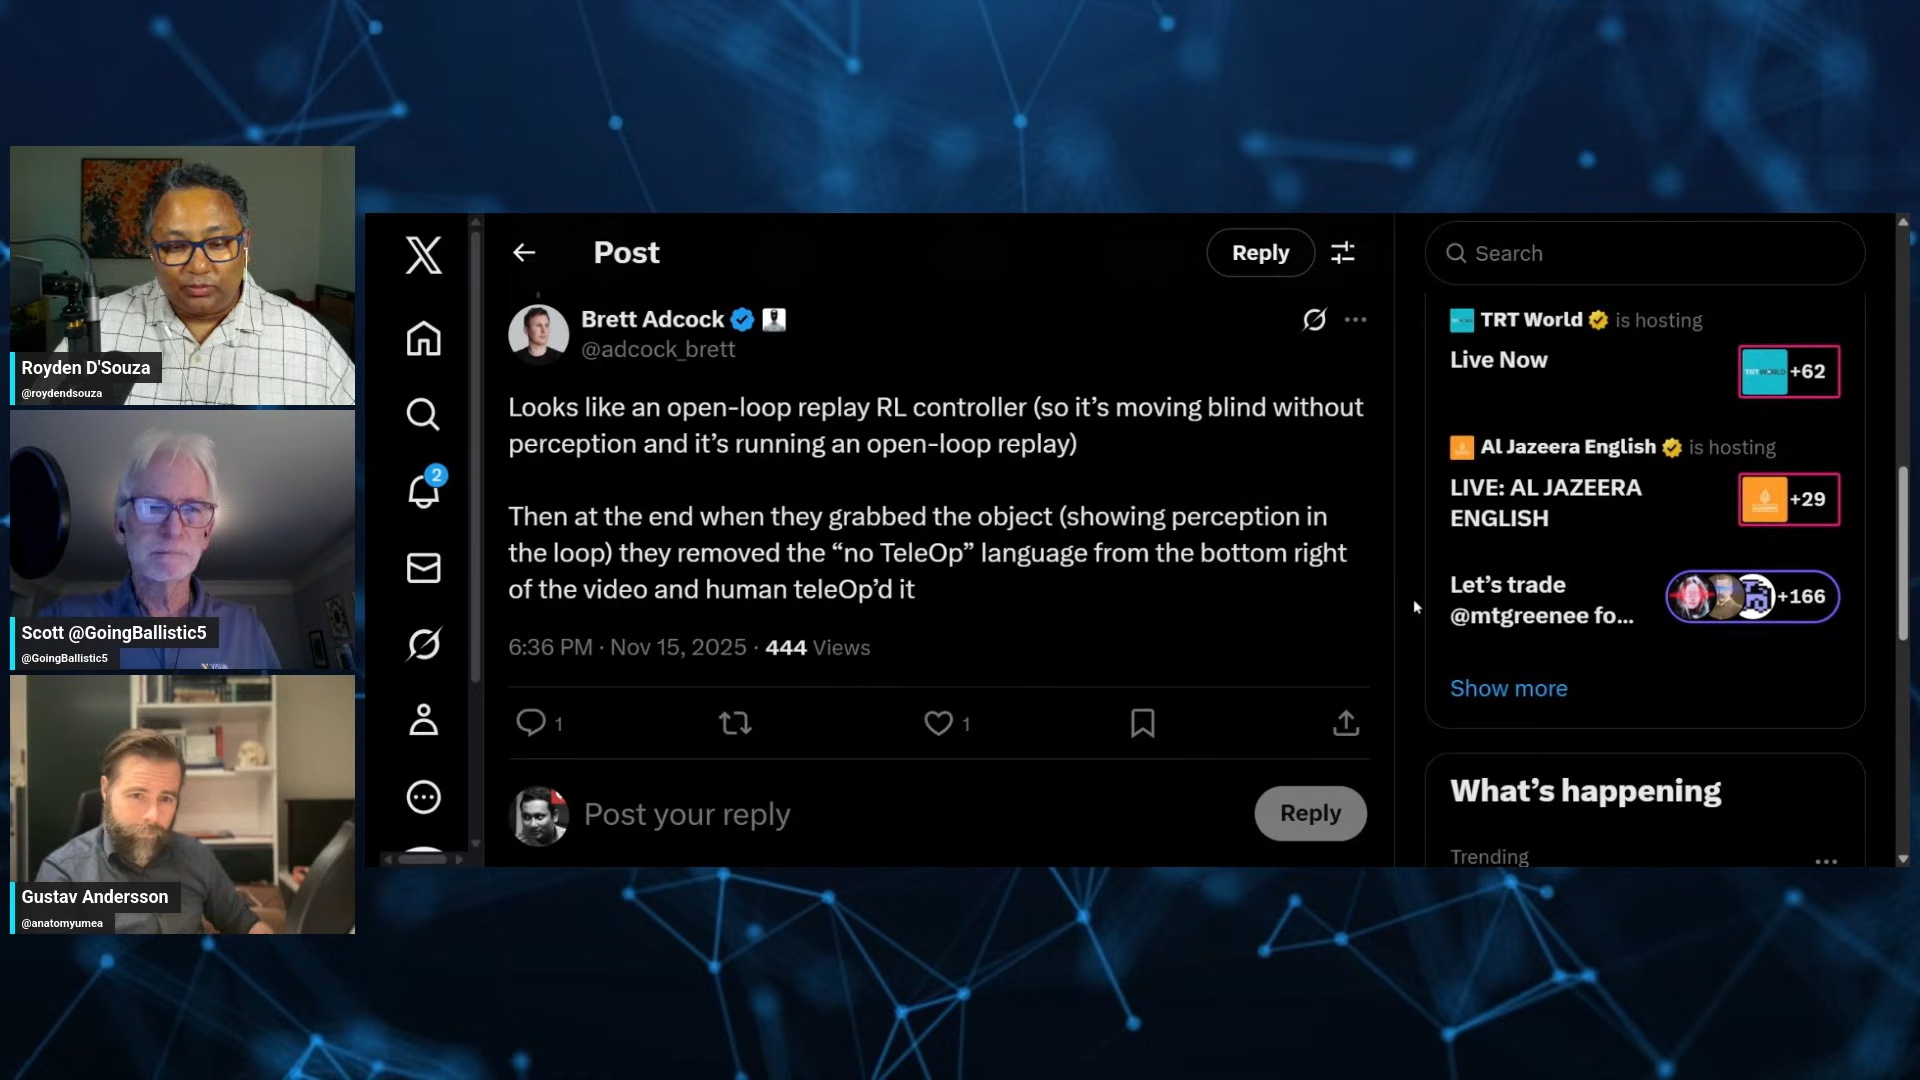 Royden D'Souza
@roydendsouza
Scott @GoingBallistic5
@GoingBallistic5
Gustav Andersson
@anatomyumea
2
Post
Reply
Brett Adcock
@adcock_brett
Looks like an open-loop replay RL controller (so it’s moving blind without
perception and it’s running an open-loop replay)
Then at the end when they grabbed the object (showing perception in
the loop) they removed the “no TeleOp” language from the bottom right
of the video and human teleOp’d it
6:36 PM · Nov 15, 2025 · 444 Views
1
1
Post your reply
Reply
Search
TRT World is hosting
Live Now
+62
Al Jazeera English is hosting
LIVE: AL JAZEERA
ENGLISH
+29
Let’s trade
@mtgreenee fo...
+166
Show more
What’s happening
Trending